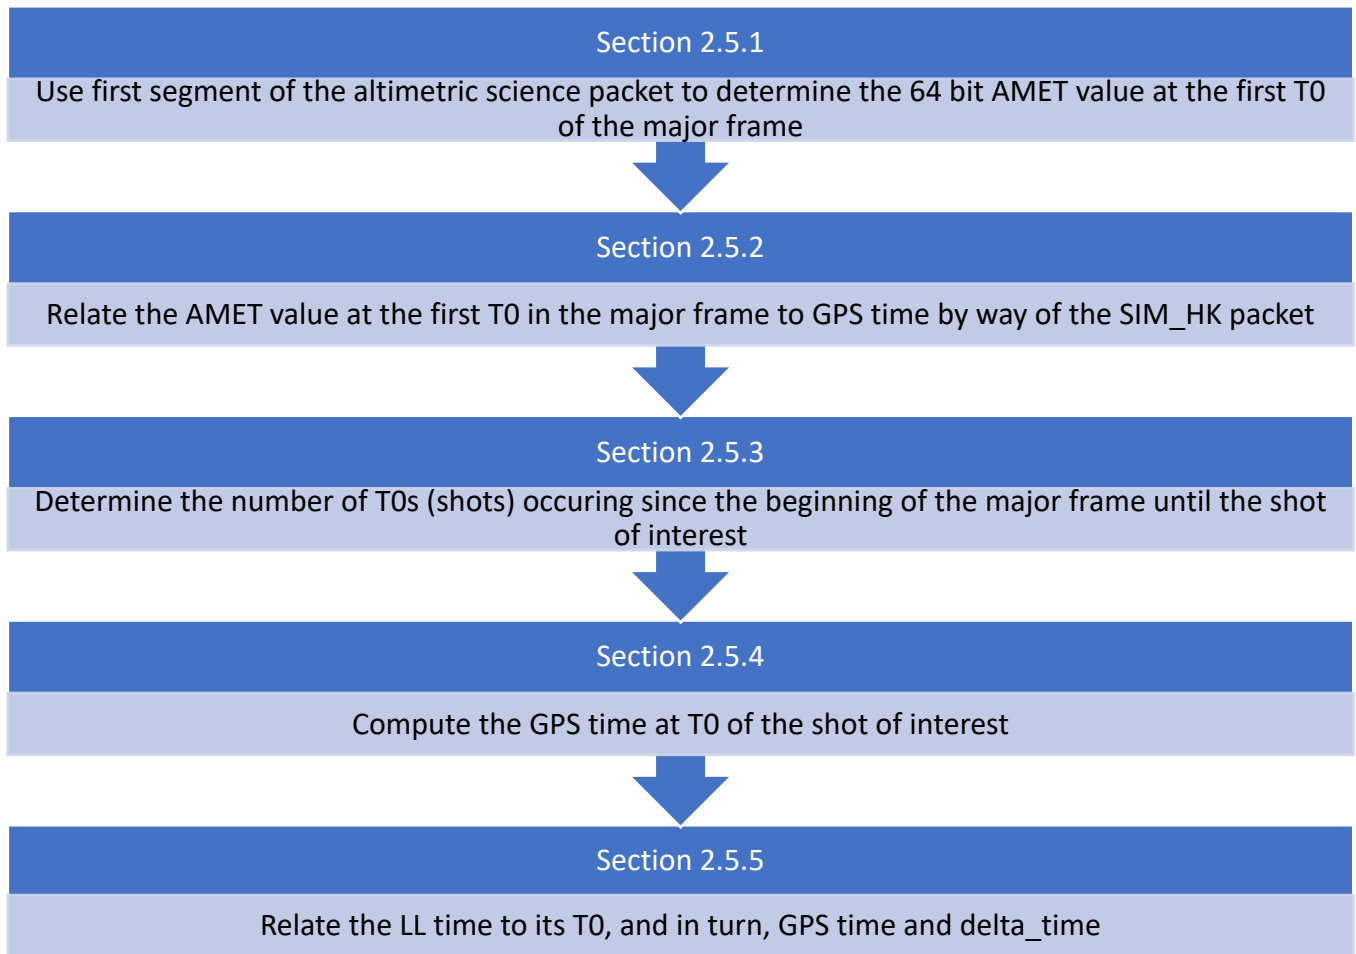 Section 2.5.1
Use first segment of the altimetric science packet to determine the 64 bit AMET value at the first T0
of the major frame
Section 2.5.2
Relate the AMET value at the first T0 in the major frame to GPS time by way of the SIM_HK packet
Section 2.5.3
Determine the number of T0s (shots) occuring since the beginning of the major frame until the shot
of interest
Section 2.5.4
Compute the GPS time at T0 of the shot of interest
Section 2.5.5
Relate the LL time to its T0, and in turn, GPS time and delta_time